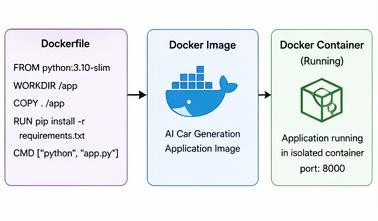 Dockerfile
FROM python:3.10-slim
WORKDIR /app
COPY . /app
RUN pip install -r
requirements.txt
CMD ["python", "app.py"]
Docker Image
AI Car Generation
Application Image
Docker Container
(Running)
Application running
in isolated container
port: 8000